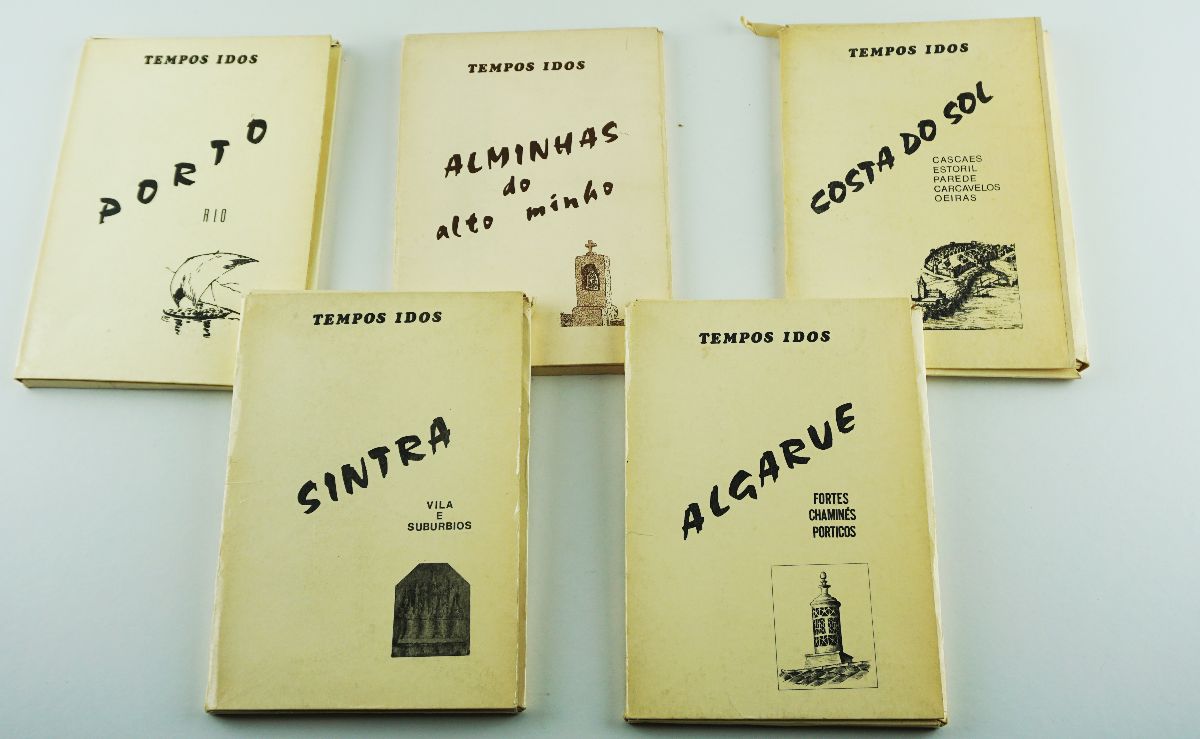 TEMPOS IDOS
PORTO
RIO
TEMPOS IDOS
ALMINHAS
do
alto minho
TEMPOS IDOS
COSTA DO SOL
CASCAES
ESTORIL
PAREDE
CARCAVELOS
OEIRAS
TEMPOS IDOS
SINTRA
VILA
E
SUBURBIOS
TEMPOS IDOS
ALGARVE
FORTES
CHAMINÉS
PORTICOS